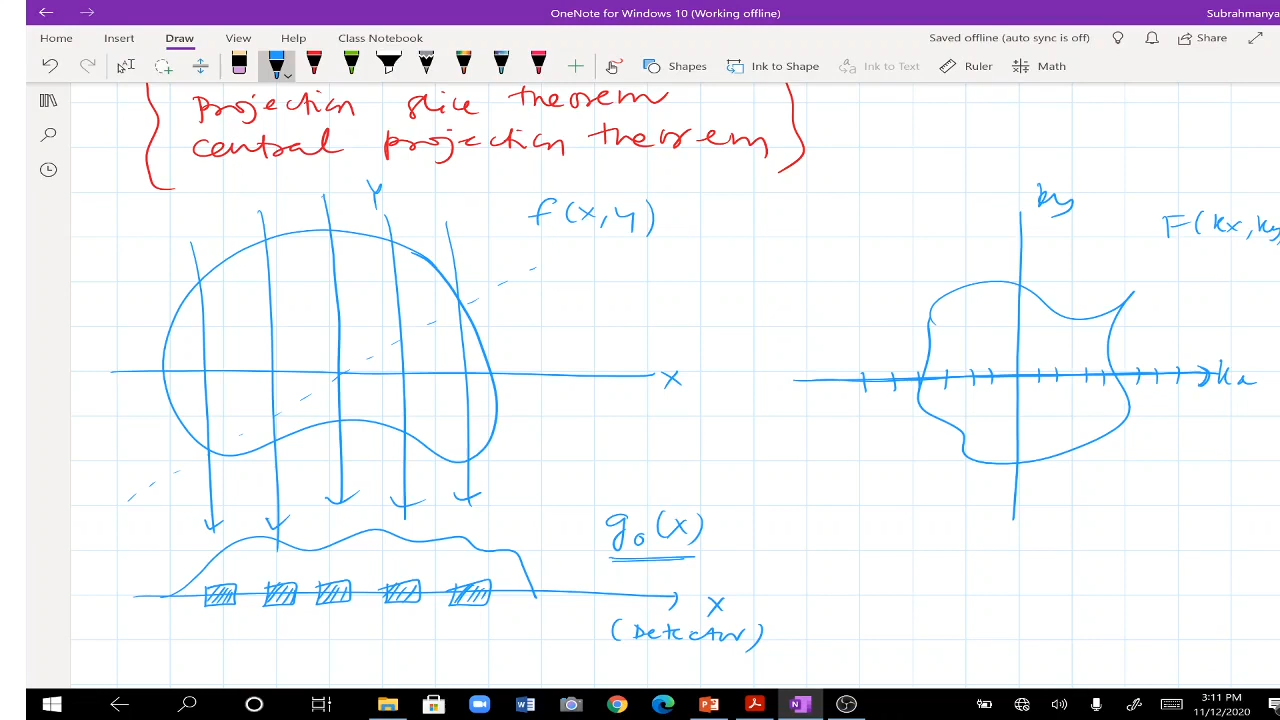 OneNote for Windows 10 (Working offline)
Subrahmanya
Home Insert Draw View Help Class Notebook
Saved offline (auto sync is off) Share
Shapes Ink to Shape Ink to Text Ruler Math
Projection slice theorem
central projection theorem
Y
f(x,y)
X
ky
F(kx, ky
kx
g₀(x)
X
(Detector)
3:11 PM
11/12/2020